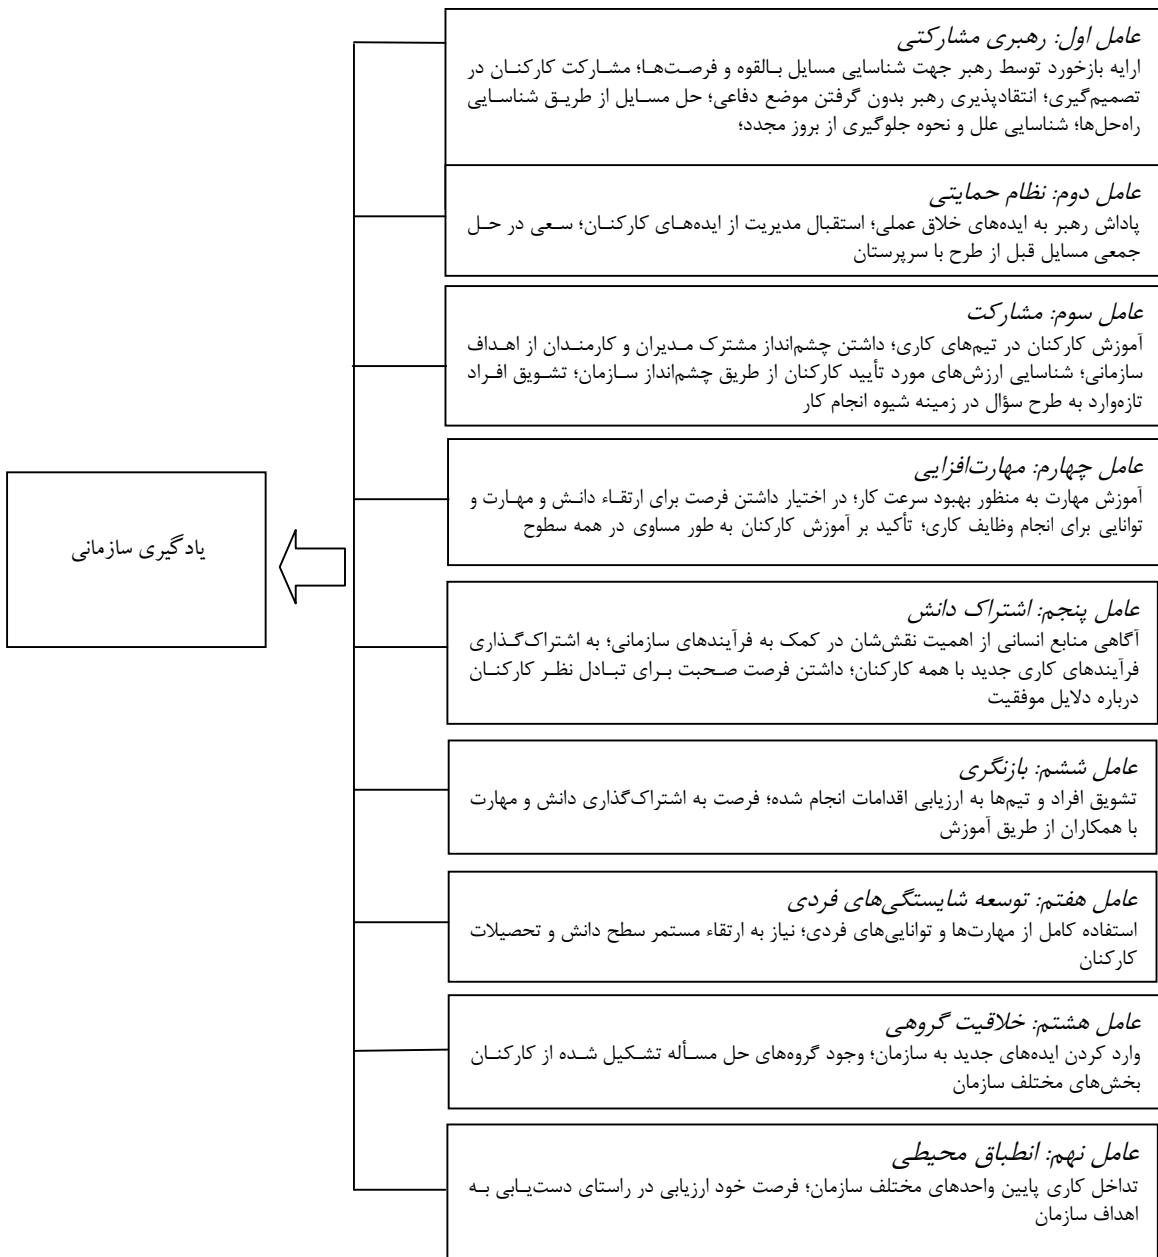 عامل اول: رهبری مشارکتی
ارایه بازخورد توسط رهبر جهت شناسایی مسایل بالقوه و فرصت‌ها؛ مشارکت کارکنان در
تصمیم‌گیری؛ انتقادپذیری رهبر بدون گرفتن موضع دفاعی؛ حل مسایل از طریق شناسایی
راه‌حل‌ها؛ شناسایی علل و نحوه جلوگیری از بروز مجدد؛
عامل دوم: نظام حمایتی
پاداش رهبر به ایده‌های خلاق عملی؛ استقبال مدیریت از ایده‌های کارکنان؛ سعی در حل
جمعی مسایل قبل از طرح با سرپرستان
عامل سوم: مشارکت
آموزش کارکنان در تیم‌های کاری؛ داشتن چشم‌انداز مشترک مدیران و کارمندان از اهداف
سازمانی؛ شناسایی ارزش‌های مورد تأیید کارکنان از طریق چشم‌انداز سازمان؛ تشویق افراد
تازه‌وارد به طرح سؤال در زمینه شیوه انجام کار
عامل چهارم: مهارت‌افزایی
آموزش مهارت به منظور بهبود سرعت کار؛ در اختیار داشتن فرصت برای ارتقاء دانش و مهارت و
توانایی برای انجام وظایف کاری؛ تأکید بر آموزش کارکنان به طور مساوی در همه سطوح
یادگیری سازمانی
عامل پنجم: اشتراک دانش
آگاهی منابع انسانی از اهمیت نقش‌شان در کمک به فرآیندهای سازمانی؛ به اشتراک‌گذاری
فرآیندهای کاری جدید با همه کارکنان؛ داشتن فرصت صحبت برای تبادل نظر کارکنان
درباره دلایل موفقیت
عامل ششم: بازنگری
تشویق افراد و تیم‌ها به ارزیابی اقدامات انجام شده؛ فرصت به اشتراک‌گذاری دانش و مهارت
با همکاران از طریق آموزش
عامل هفتم: توسعه شایستگی‌های فردی
استفاده کامل از مهارت‌ها و توانایی‌های فردی؛ نیاز به ارتقاء مستمر سطح دانش و تحصیلات
کارکنان
عامل هشتم: خلاقیت گروهی
وارد کردن ایده‌های جدید به سازمان؛ وجود گروه‌های حل مسأله تشکیل شده از کارکنان
بخش‌های مختلف سازمان
عامل نهم: انطباق محیطی
تداخل کاری پایین واحدهای مختلف سازمان؛ فرصت خود ارزیابی در راستای دست‌یابی به
اهداف سازمان